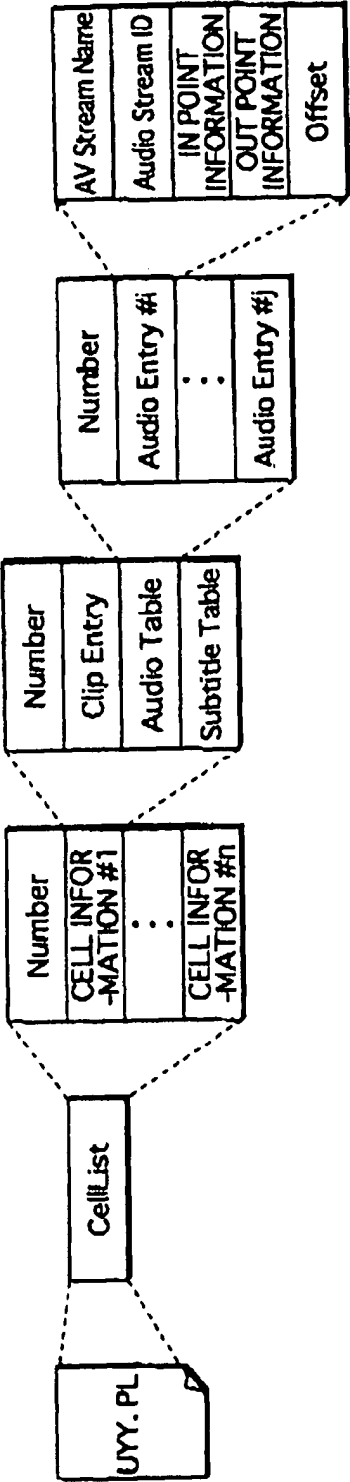 UYY. PL
CellList
Number
CELL INFOR
-MATION #1
...
CELL INFOR
-MATION #n
Number
Clip Entry
Audio Table
Subtitle Table
Number
Audio Entry #i
...
Audio Entry #j
AV Stream Name
Audio Stream ID
IN POINT
INFORMATION
OUT POINT
INFORMATION
Offset